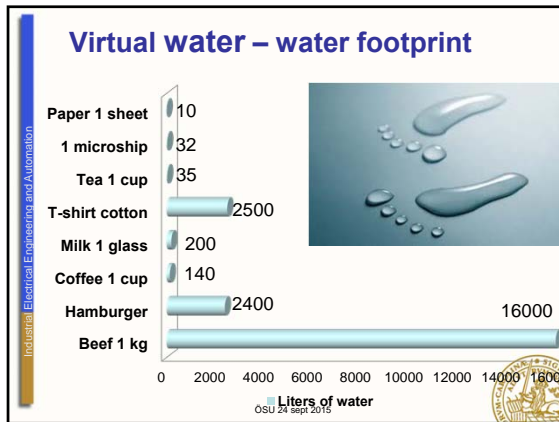 Virtual water – water footprint
Industrial Electrical Engineering and Automation
Paper 1 sheet 10
1 microship 32
Tea 1 cup 35
T-shirt cotton 2500
Milk 1 glass 200
Coffee 1 cup 140
Hamburger 2400
Beef 1 kg 16000
0 2000 4000 6000 8000 10000 12000 14000 16000
Liters of water
ÖSU 24 sept 2015